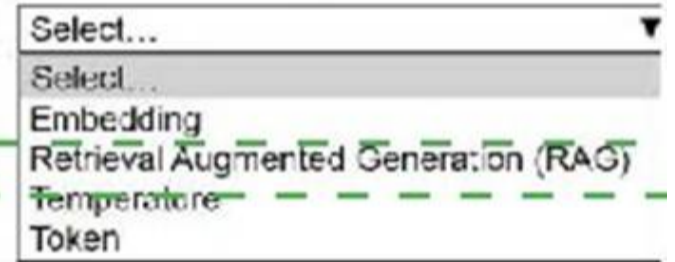 Select...
Select...
Embedding
Retrieval Augmented Generation (RAG)
Temperature
Token